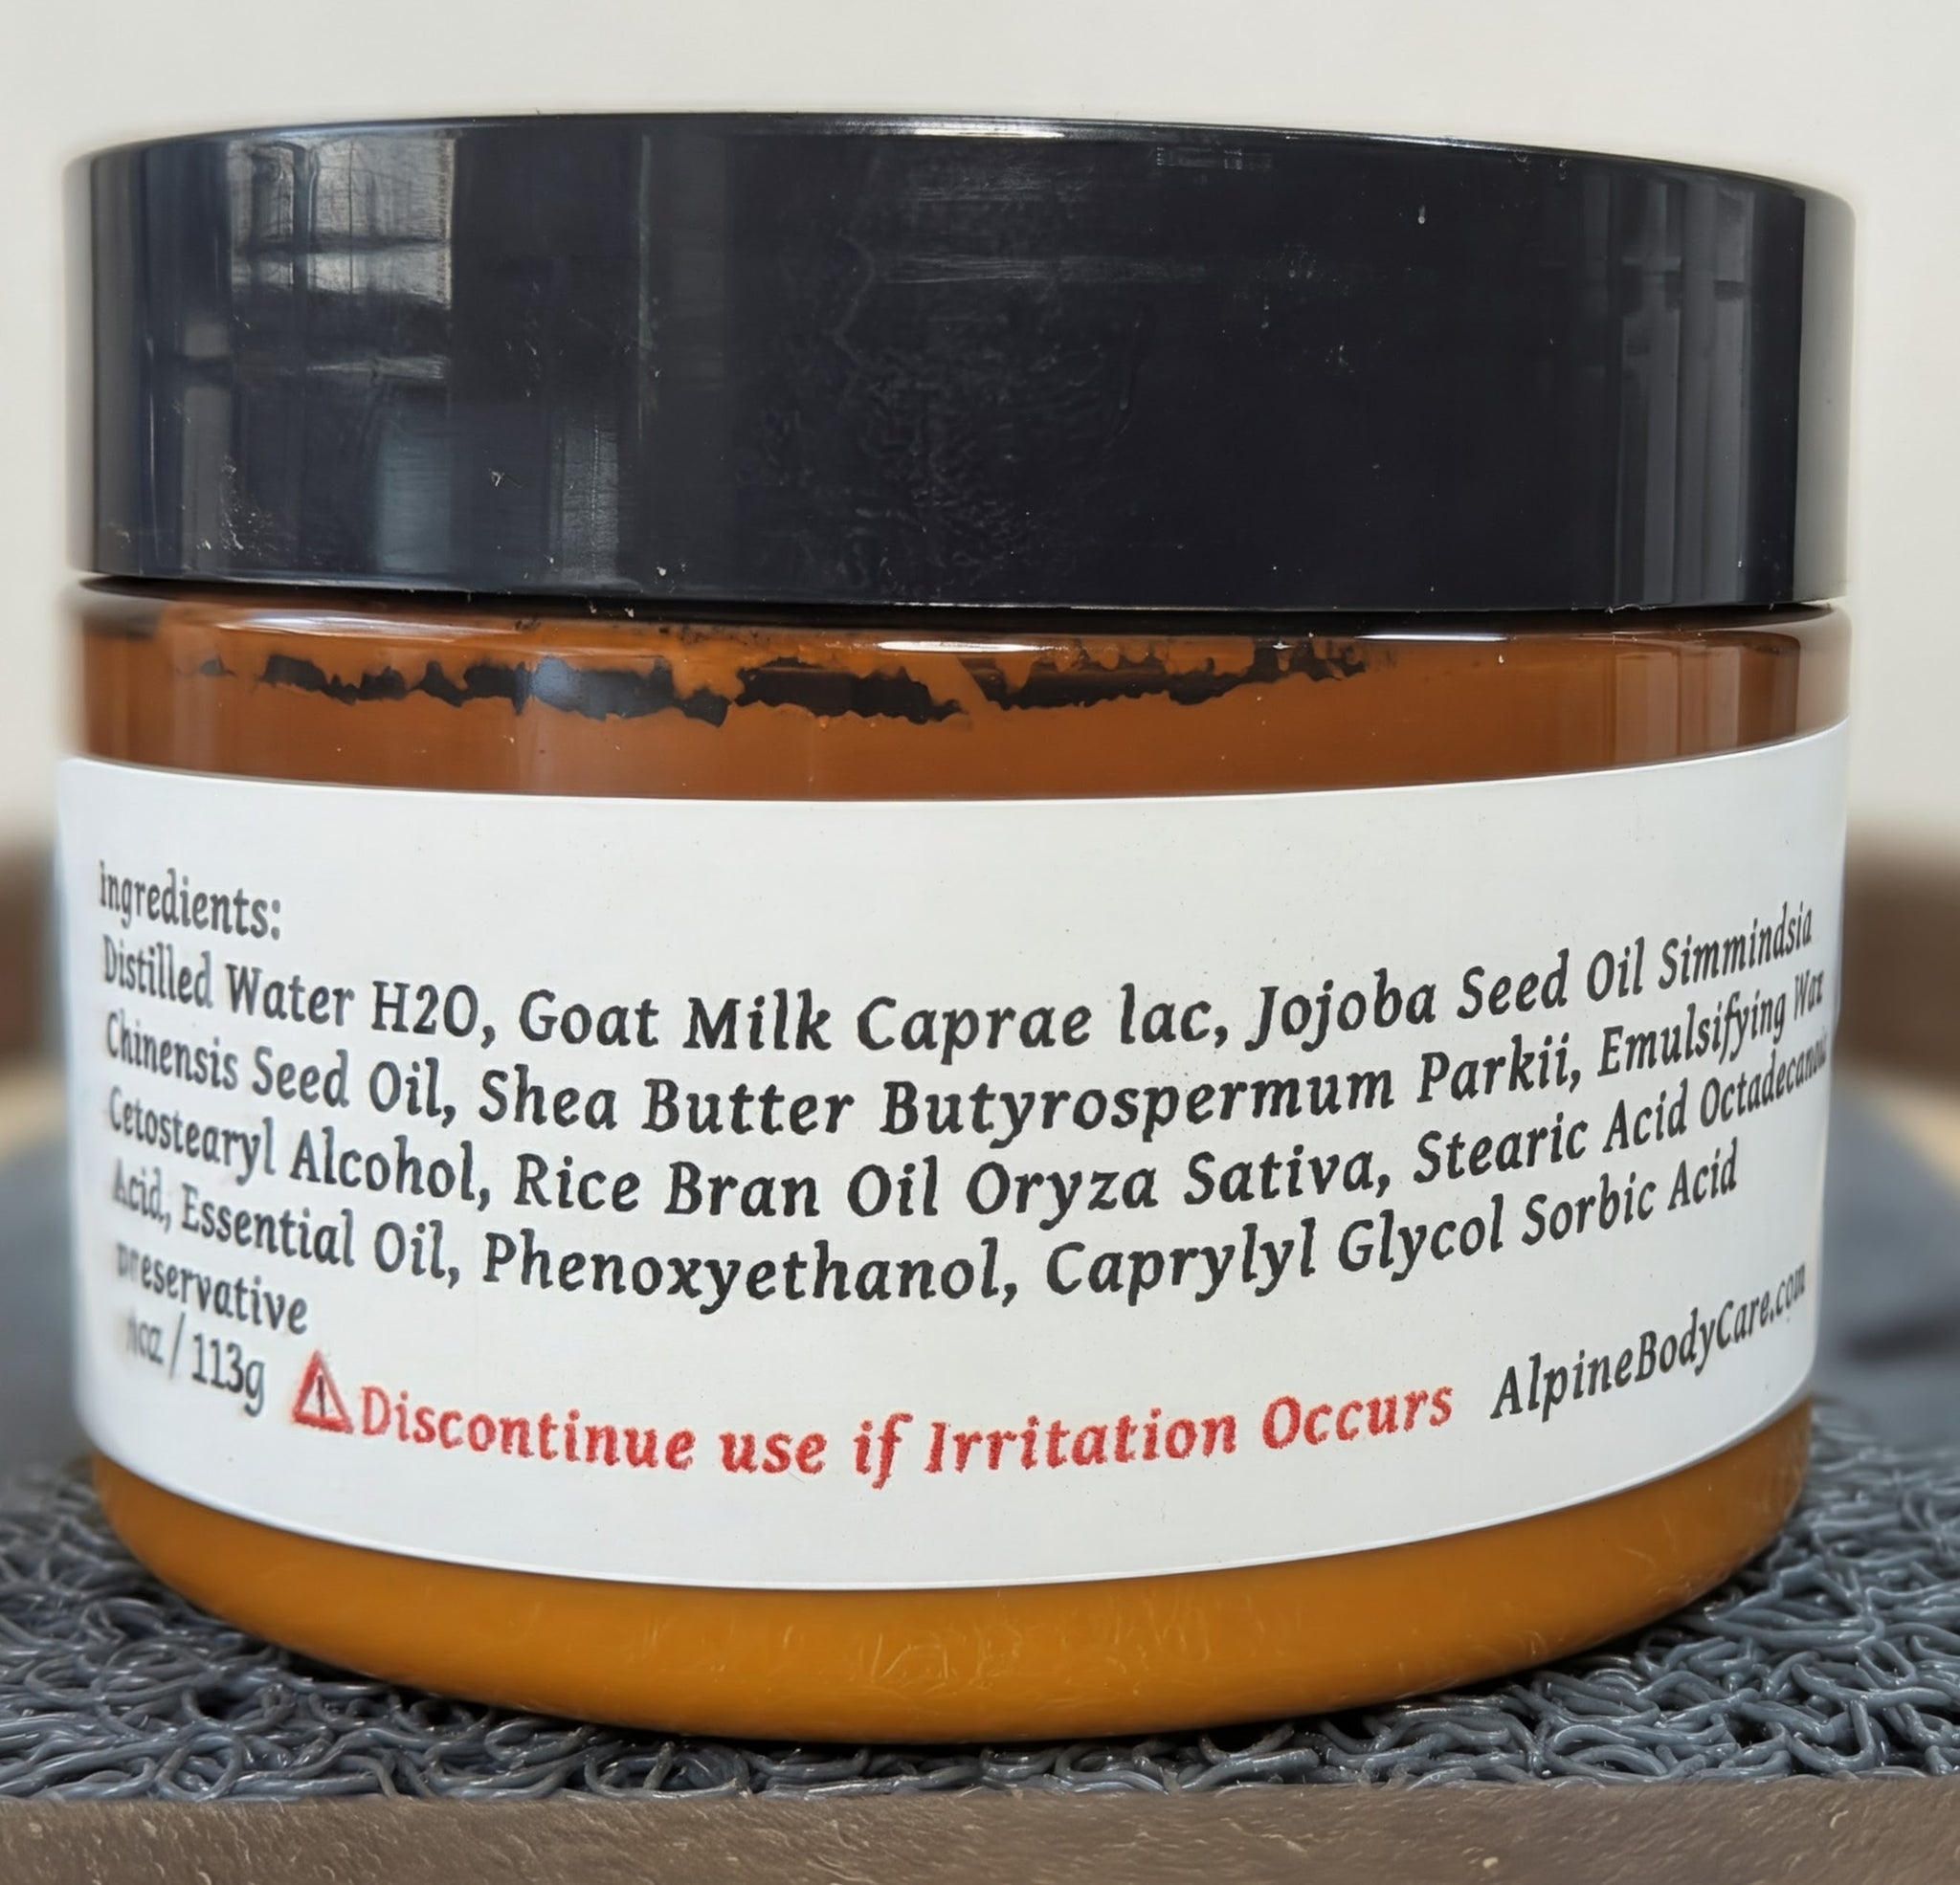 Ingredients:
Distilled Water H2O, Goat Milk Caprae lac, Jojoba Seed Oil Simmindsia
Chinensis Seed Oil, Shea Butter Butyrospermum Parkii, Emulsifying Wax
Cetostearyl Alcohol, Rice Bran Oil Oryza Sativa, Stearic Acid Octadecanoic
Acid, Essential Oil, Phenoxyethanol, Caprylyl Glycol Sorbic Acid
preservative
/ 113g
⚠Discontinue use if Irritation Occurs
AlpineBodyCare.com